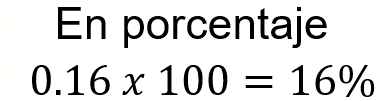 En porcentaje
0.16 x 100 = 16%